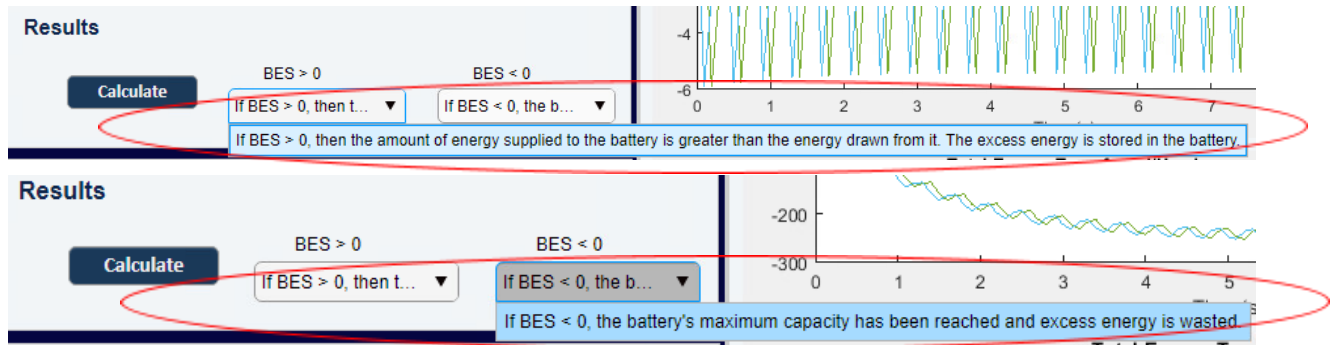 Results
-4
BES > 0
BES < 0
Calculate
If BES > 0, then t... ▼
If BES < 0, the b... ▼
-6
0 1 2 3 4 5 6 7
If BES > 0, then the amount of energy supplied to the battery is greater than the energy drawn from it. The excess energy is stored in the battery.
Results
-200
BES > 0
BES < 0
Calculate
If BES > 0, then t... ▼
If BES < 0, the b... ▼
-300
0 1 2 3 4 5
If BES < 0, the battery's maximum capacity has been reached and excess energy is wasted.